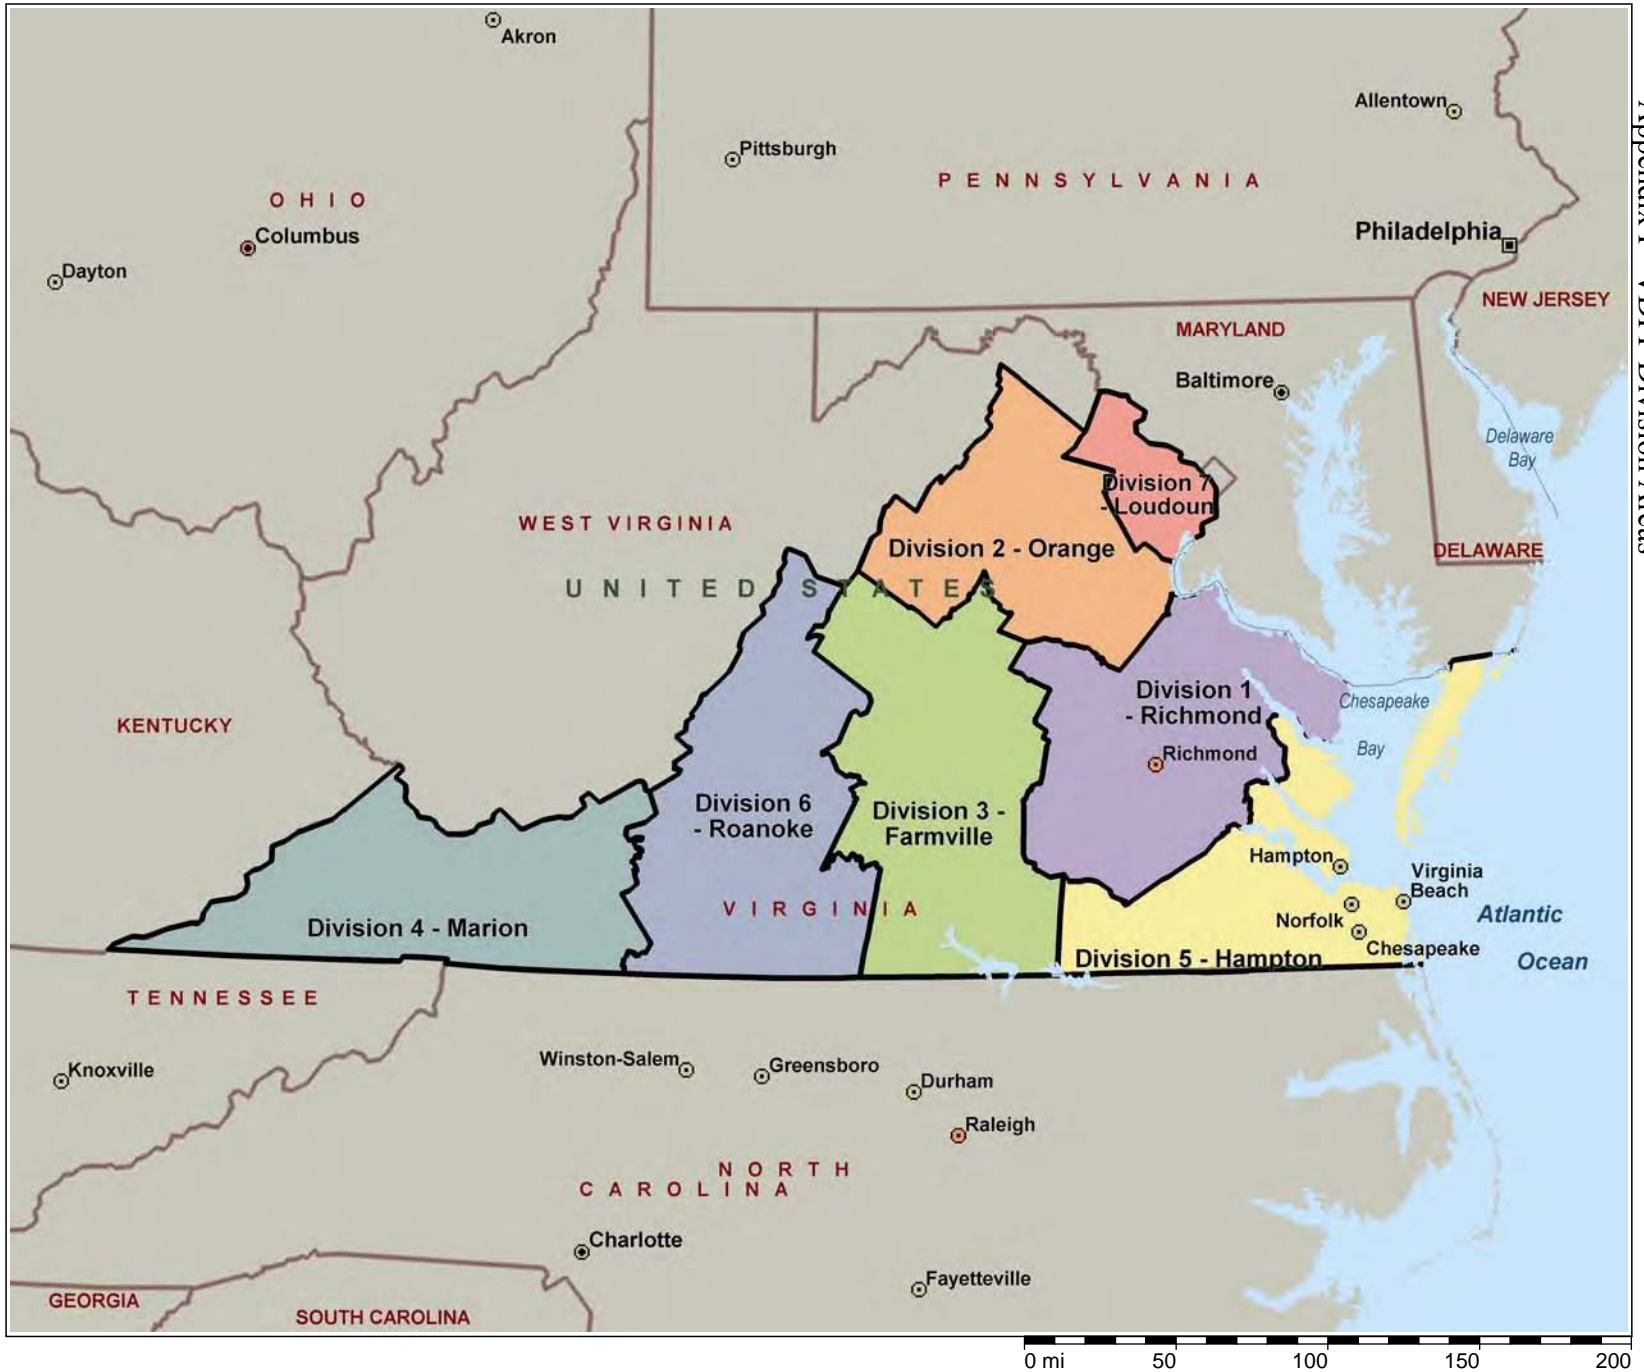 Akron
Allentown
Pittsburgh
PENNSYLVANIA
OHIO
Columbus
Philadelphia
Dayton
NEW JERSEY
MARYLAND
Baltimore
Delaware
Bay
Division 7
- Loudoun
WEST VIRGINIA
Division 2 - Orange
DELAWARE
UNITED STATES
Division 1
- Richmond
Chesapeake
Bay
KENTUCKY
Richmond
Division 6
- Roanoke
Division 3 -
Farmville
Hampton
Virginia
Beach
VIRGINIA
Norfolk
Atlantic
Ocean
Division 4 - Marion
Chesapeake
Division 5 - Hampton
TENNESSEE
Knoxville
Winston-Salem
Greensboro
Durham
Raleigh
NORTH
CAROLINA
Charlotte
Fayetteville
GEORGIA
SOUTH CAROLINA
0 mi 50 100 150 200